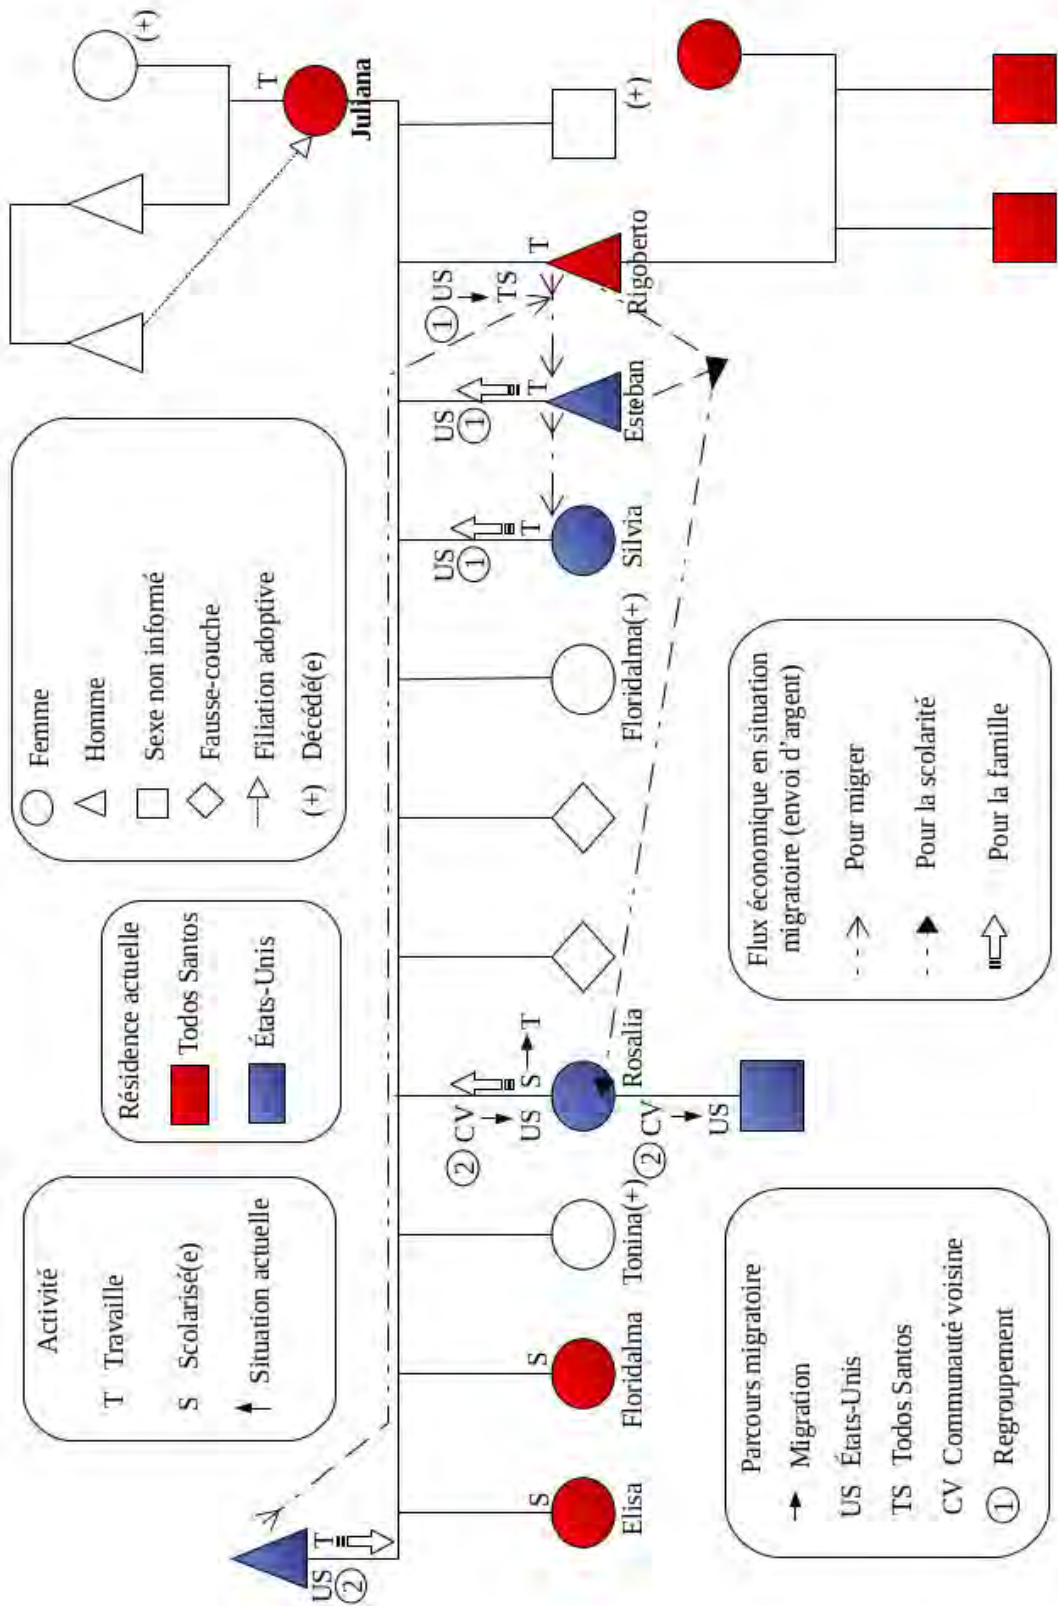 (+)
T
Juliana
Femme
Homme
Sexe non informé
Fausse-couche
Filiation adoptive
(+) Décédé(e)
Résidence actuelle
Todos Santos
États-Unis
Activité
T Travaille
S Scolarisé(e)
Situation actuelle
US
2
T
S
Elisa
S
Floridalma
Tonina(+)
2 CV
US
S
T
Rosalia
2 CV
US
Floridalma(+)
US
1
T
Silvia
US
1
T
Esteban
1 US
TS
T
Rigoberto
(+)
Parcours migratoire
Migration
US États-Unis
TS Todos Santos
CV Communauté voisine
1 Regroupement
Flux économique en situation
migratoire (envoi d'argent)
Pour migrer
Pour la scolarité
Pour la famille